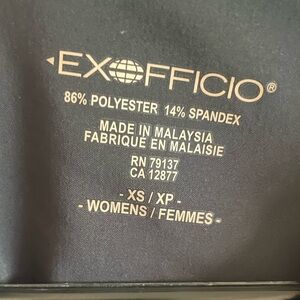 EXOFFICIO®
86% POLYESTER 14% SPANDEX
MADE IN MALAYSIA
FABRIQUE EN MALAISIE
RN 79137
CA 12877
- XS / XP -
- WOMENS / FEMMES -